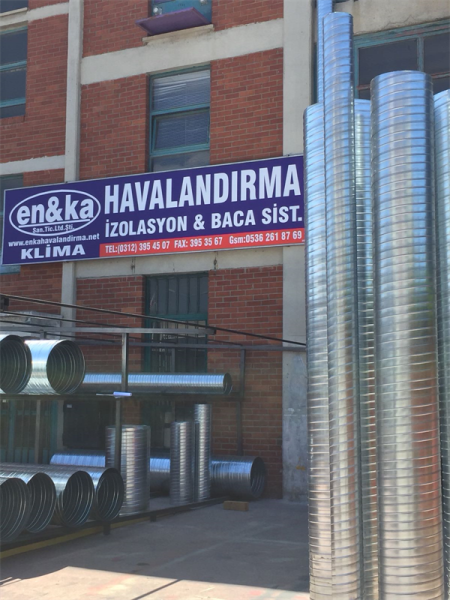 en&ka
San.Tic.Ltd.Şti.
www.enkahavalandirma.net
KLİMA
HAVALANDIRMA
İZOLASYON & BACA SİST.
TEL:(0312) 395 45 07 FAX: 395 35 67 Gsm:0536 261 87 69